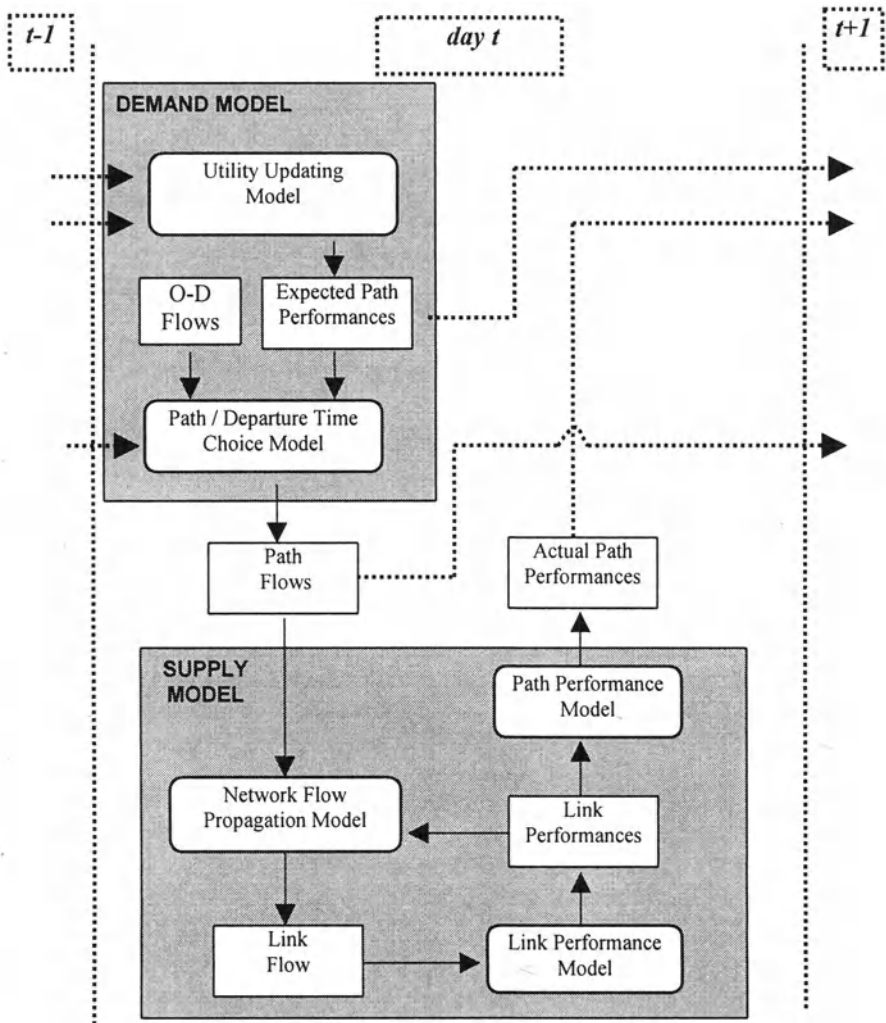 t-1
day t
t+1
DEMAND MODEL
Utility Updating
Model
O-D
Flows
Expected Path
Performances
Path / Departure Time
Choice Model
Path
Flows
Actual Path
Performances
SUPPLY
MODEL
Path Performance
Model
Network Flow
Propagation Model
Link
Performances
Link
Flow
Link Performance
Model